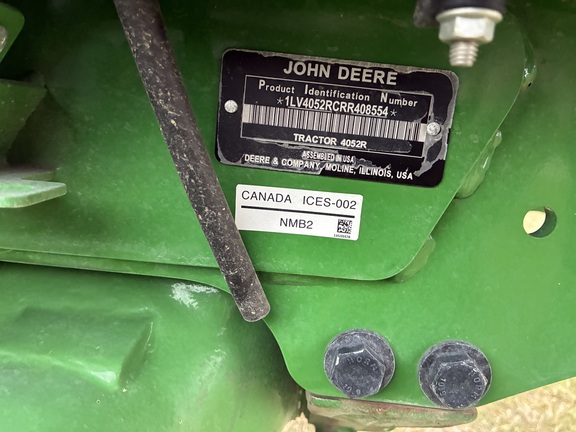 JOHN DEERE
Product Identification Number
*1LV4052RCRR408554*
TRACTOR 4052R
ASSEMBLED IN USA
DEERE & COMPANY, MOLINE, ILLINOIS, USA
CANADA ICES-002
NMB2